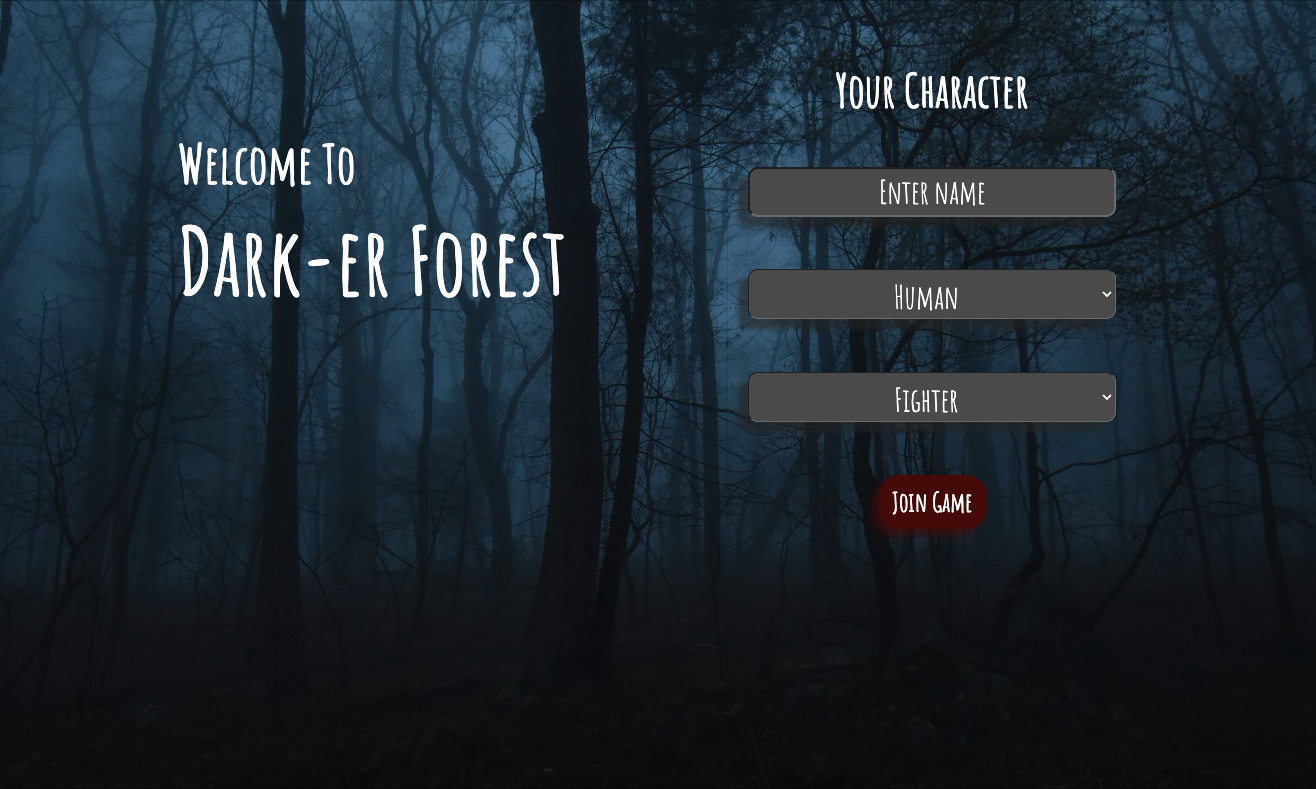 Welcome To
Dark-er Forest
Your Character
Enter name
Human
Fighter
Join Game